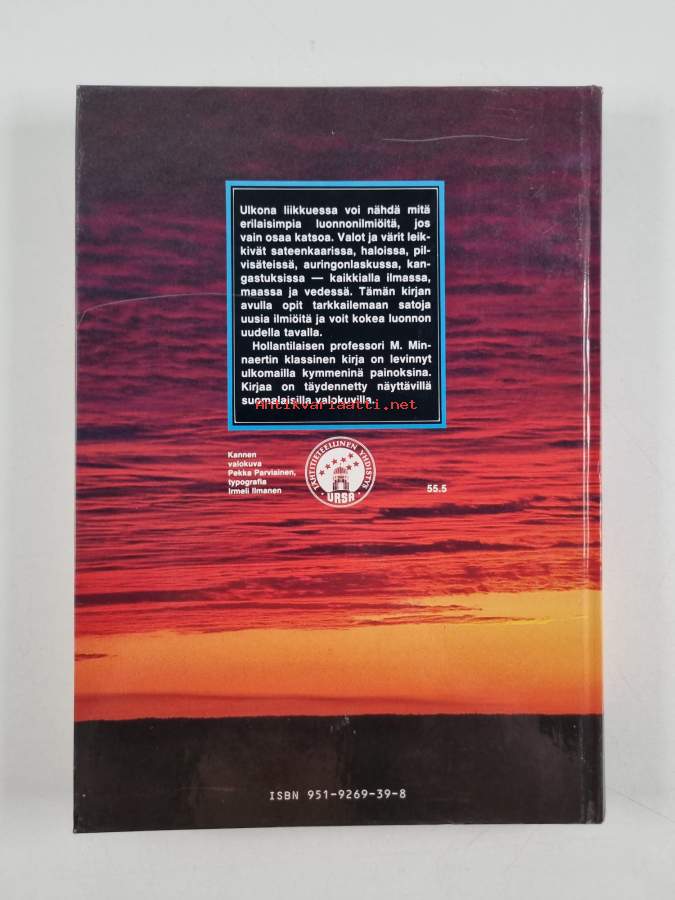 Ulkona liikkuessa voi nähdä mitä
erilaisimpia luonnonilmiöitä, jos
vain osaa katsoa. Valot ja värit leik-
kivät sateenkaarissa, haloissa, pil-
visäteissä, auringonlaskussa, kan-
gastuksissa — kaikkialla ilmassa,
maassa ja vedessä. Tämän kirjan
avulla opit tarkkailemaan satoja
uusia ilmiöitä ja voit kokea luonnon
uudella tavalla.
Hollantilaisen professori M. Min-
naertin klassinen kirja on levinnyt
ulkomailla kymmeninä painoksina.
Kirjaa on täydennetty näyttävillä
suomalaisilla valokuvilla.
Antikvariaatti.net
Kannen
valokuva
Pekka Parviainen,
typografia
Irmeli Ilmanen
TÄHTITIETEELLINEN YHDISTYS
URSA
55.5
ISBN 951-9269-39-8